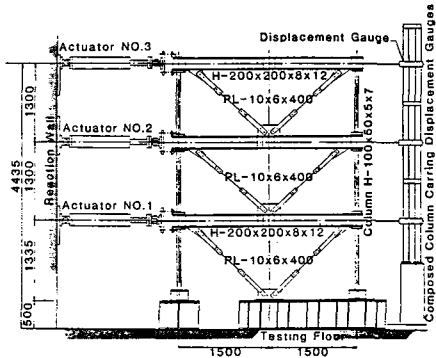 Displacement Gauge
Actuator NO.3
H-200x200x8x12
PL-10x6x400
Actuator NO.2
PL-10x6x400
Actuator NO.1
H-200x200x8x12
PL-10x6x400
Testing Floor
1500 1500
4435
1300
1300
1335
500
Reaction Wall
Column H-100x50x5x7
Composed Column Carring Displacement Gauges